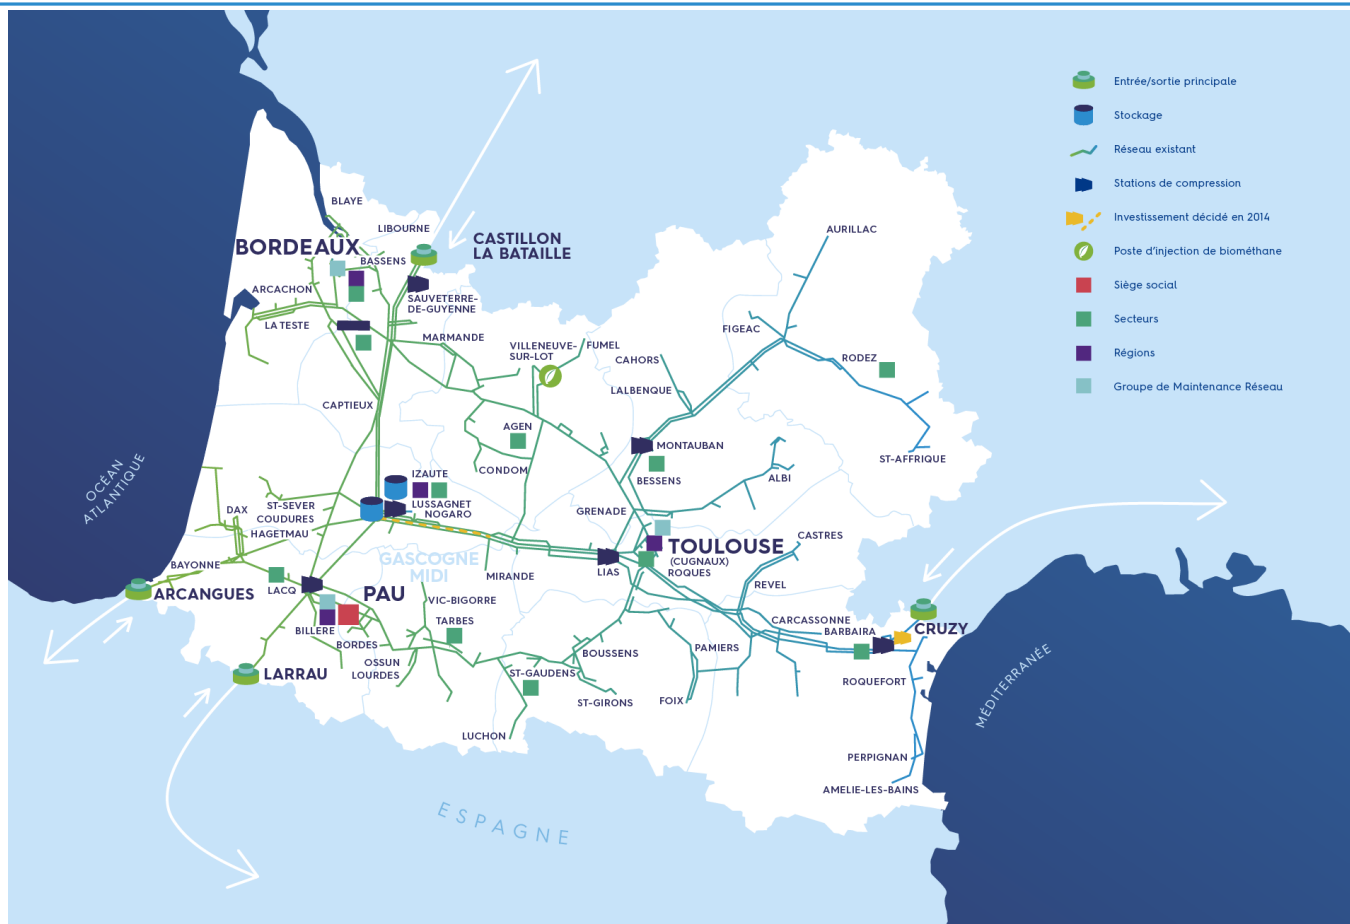 Entrée/sortie principale
Stockage
Réseau existant
Stations de compression
Investissement décidé en 2014
Poste d'injection de biométhane
Siège social
Secteurs
Régions
Groupe de Maintenance Réseau
BLAYE
LIBOURNE
BORDEAUX
BASSENS
CASTILLON
LA BATAILLE
ARCACHON
SAUVETERRE-
DE-GUYENNE
LA TESTE
MARMANDE
VILLENEUVE-
SUR-LOT
FUMEL
CAHORS
LALBENQUE
AURILLAC
FIGEAC
RODEZ
CAPTIEUX
AGEN
CONDOM
MONTAUBAN
BESSENS
ST-AFFRIQUE
ALBI
OCÉAN
ATLANTIQUE
IZAUTE
LUSSAGNET
NOGARO
ST-SEVER
COUDURES
HAGETMAU
DAX
GRENADE
CASTRES
TOULOUSE
(CUGNAUX)
ROQUES
GASCOGNE
MIDI
MIRANDE
LIAS
BAYONNE
ARCANGUES
LACQ
PAU
VIC-BIGORRE
REVEL
BILLERE
TARBES
CARCASSONNE
BARBAIRA
CRUZY
BORDES
OSSUN
LOURDES
BOUSSENS
PAMIERS
LARRAU
ST-GAUDENS
ST-GIRONS
FOIX
ROQUEFORT
MÉDITERRANÉE
LUCHON
PERPIGNAN
AMELIE-LES-BAINS
ESPAGNE